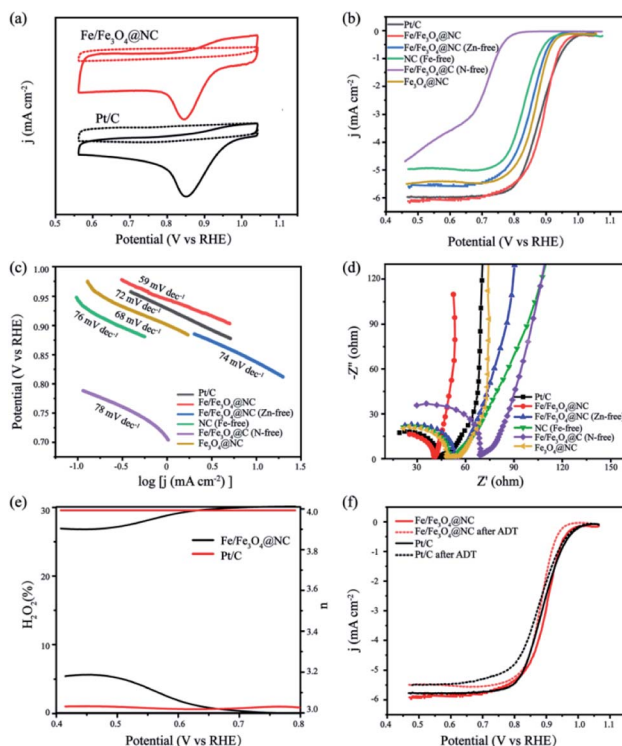 (a)
Fe/Fe₃O₄@NC
Pt/C
j (mA cm⁻²)
0.5 0.6 0.7 0.8 0.9 1.0 1.1
Potential (V vs RHE)
(b)
Pt/C
Fe/Fe₃O₄@NC
Fe/Fe₃O₄@NC (Zn-free)
NC (Fe-free)
Fe/Fe₃O₄@C (N-free)
Fe₃O₄@NC
j (mA cm⁻²)
0
-1
-2
-3
-4
-5
-6
0.4 0.5 0.6 0.7 0.8 0.9 1.0 1.1
Potential (V vs RHE)
(c)
Potential (V vs RHE)
1.00
0.95
0.90
0.85
0.80
0.75
0.70
59 mV dec⁻¹
72 mV dec⁻¹
68 mV dec⁻¹
76 mV dec⁻¹
74 mV dec⁻¹
78 mV dec⁻¹
Pt/C
Fe/Fe₃O₄@NC
Fe/Fe₃O₄@NC (Zn-free)
NC (Fe-free)
Fe/Fe₃O₄@C (N-free)
Fe₃O₄@NC
-1.0 -0.5 0.0 0.5 1.0 1.5
log [j (mA cm⁻²) ]
(d)
-Z'' (ohm)
120
90
60
30
0
Pt/C
Fe/Fe₃O₄@NC
Fe/Fe₃O₄@NC (Zn-free)
NC (Fe-free)
Fe/Fe₃O₄@C (N-free)
Fe₃O₄@NC
30 60 90 120 150
Z' (ohm)
(e)
H₂O₂(%)
30
20
10
5
0
Fe/Fe₃O₄@NC
Pt/C
4.0
3.8
3.6
3.4
3.2
3.0
n
0.4 0.5 0.6 0.7 0.8
Potential (V vs RHE)
(f)
Fe/Fe₃O₄@NC
Fe/Fe₃O₄@NC after ADT
Pt/C
Pt/C after ADT
j (mA cm⁻²)
0
-1
-2
-3
-4
-5
-6
0.4 0.5 0.6 0.7 0.8 0.9 1.0 1.1
Potential (V vs RHE)